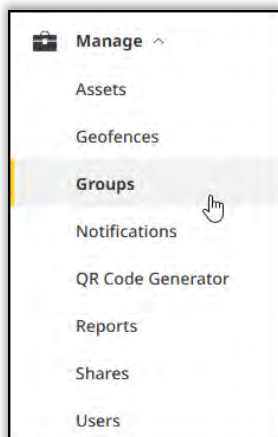 Manage
Assets
Geofences
Groups
Notifications
QR Code Generator
Reports
Shares
Users